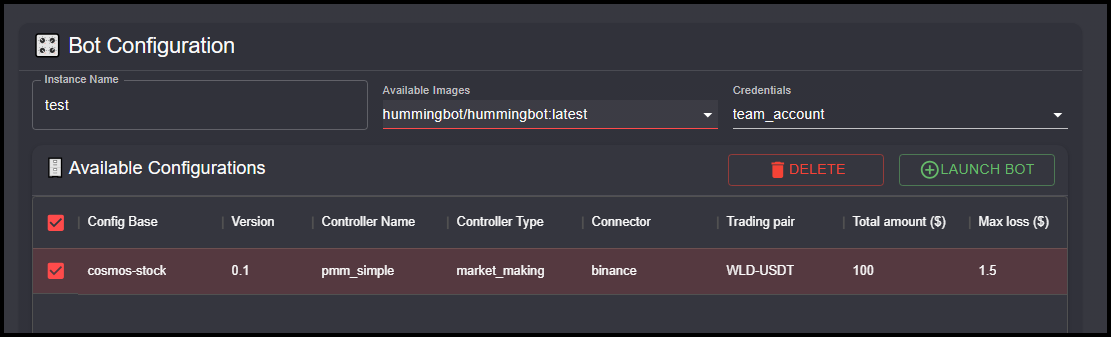 Bot Configuration
Instance Name
test
Available Images
hummingbot/hummingbot:latest
Credentials
team_account
Available Configurations
DELETE
LAUNCH BOT
Config Base Version Controller Name Controller Type Connector Trading pair Total amount ($) Max loss ($)
cosmos-stock 0.1 pmm_simple market_making binance WLD-USDT 100 1.5